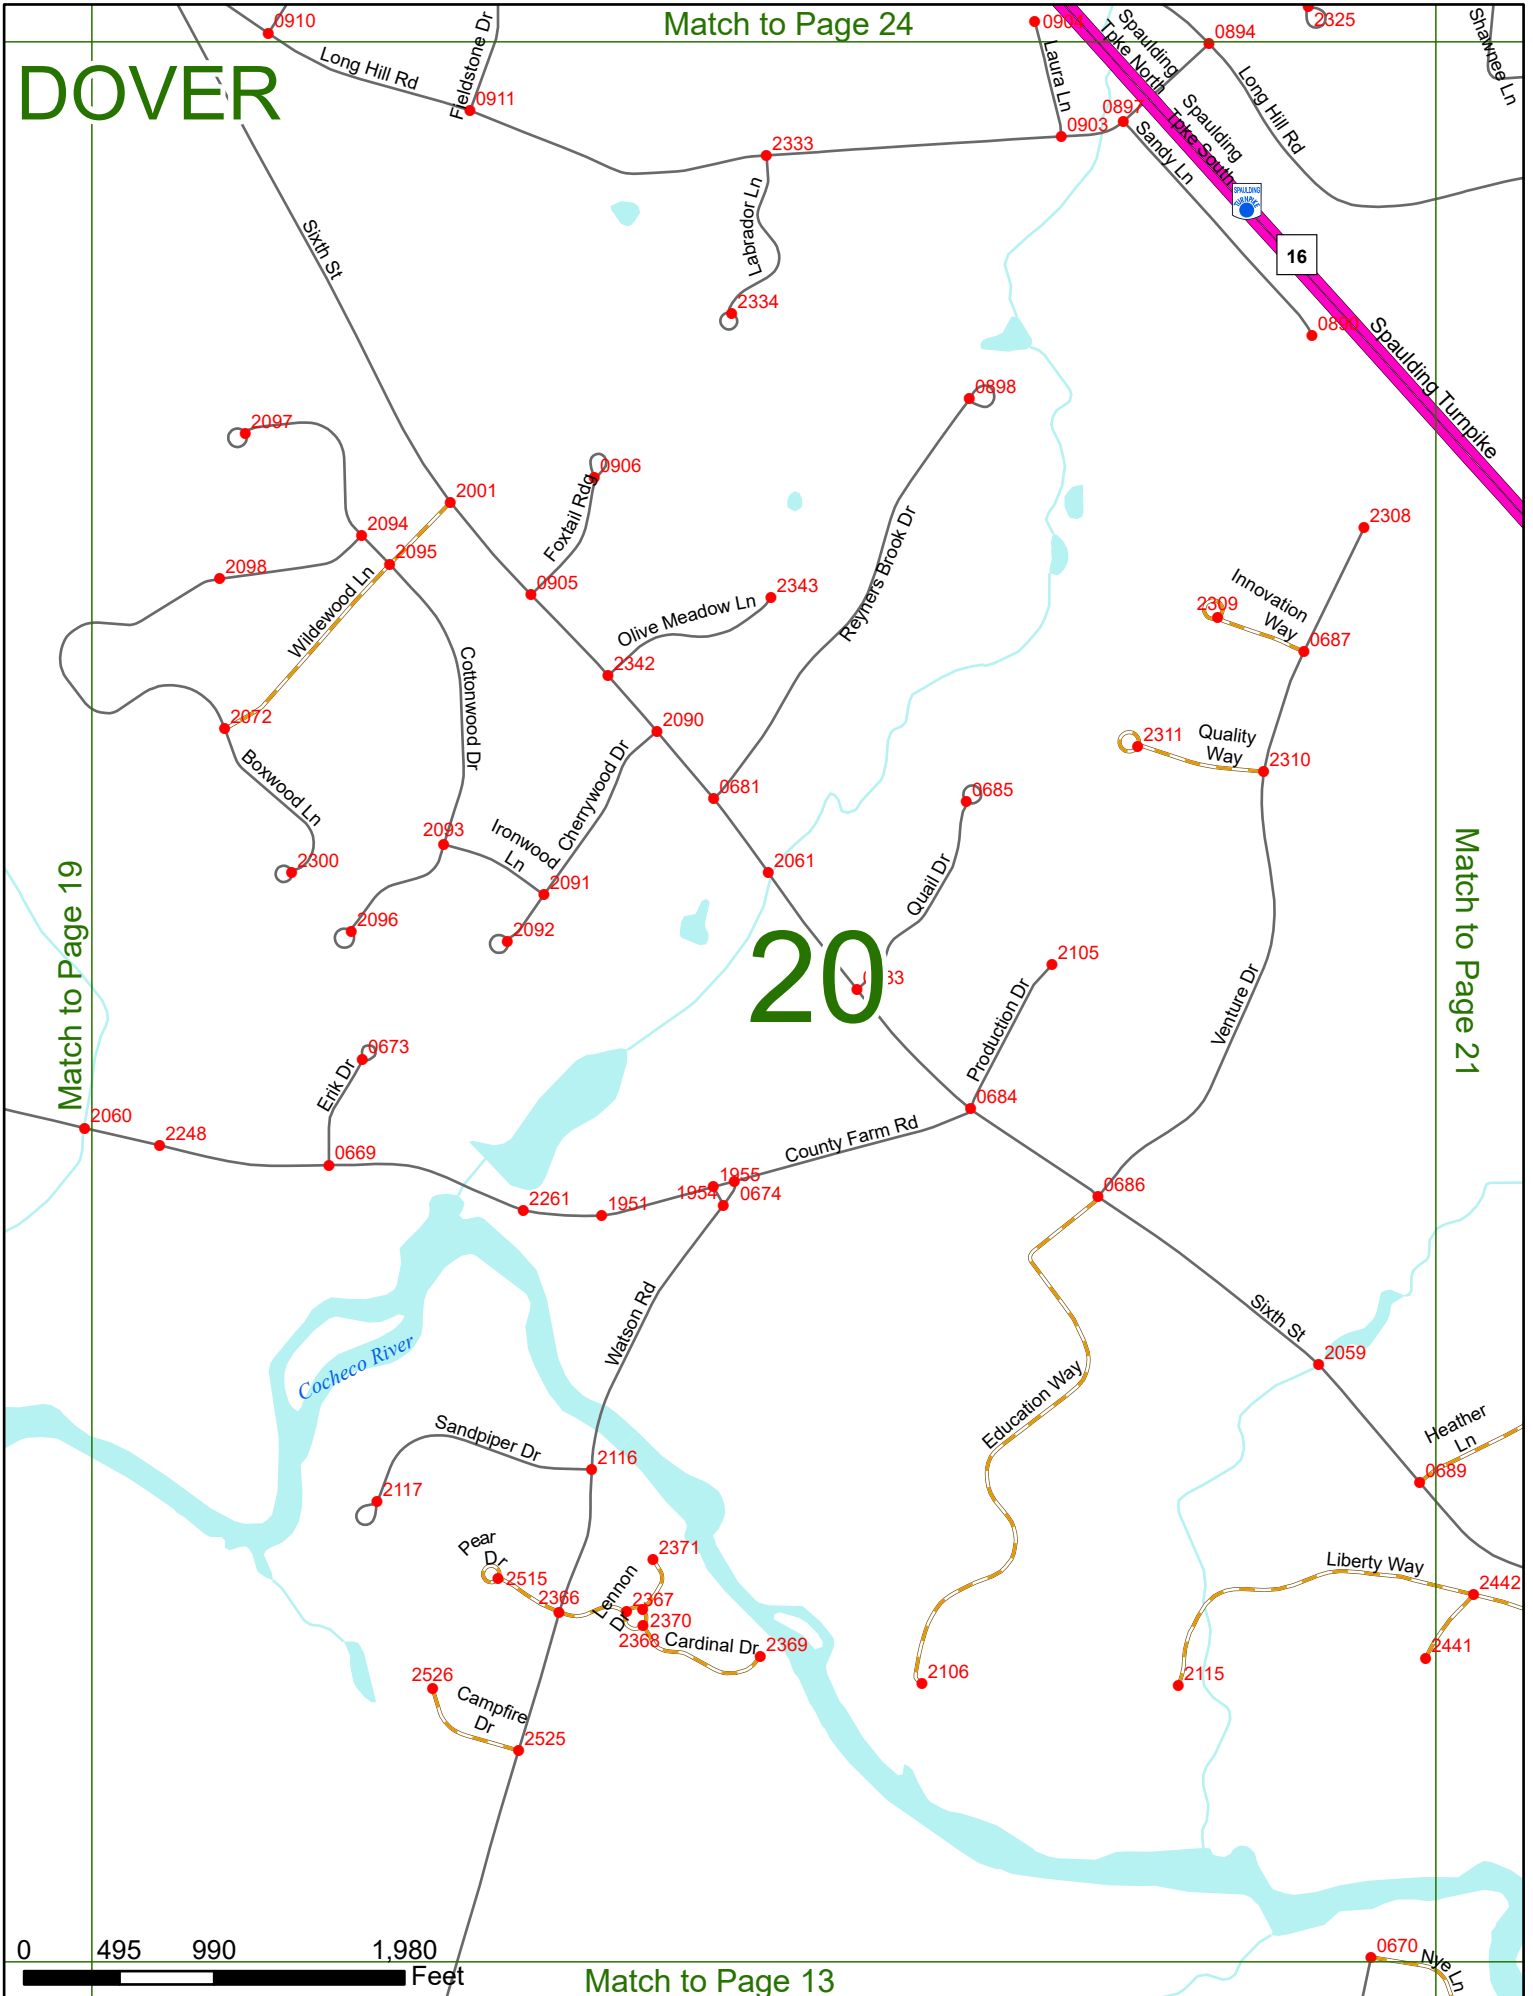 Match to Page 24
DOVER
0910
Long Hill Rd
Fieldstone Dr
0911
Laura Ln
Spaulding
Tpke North
0894
2325
Shawnee Ln
0897
0903
Sandy Ln
Spaulding
Tpke South
Long Hill Rd
2333
Labrador Ln
2334
SPAULDING
TURNPIKE
16
Spaulding Turnpike
Sixth St
0898
2097
0906
Foxtail Rdg
2001
2094
2095
2098
0905
Wildewood Ln
Olive Meadow Ln
2343
Reyners Brook Dr
2308
Innovation
Way
2309
0687
2342
Cottonwood Dr
2072
2090
Boxwood Ln
Cherrywood Dr
0681
2311
Quality
Way
2310
0685
2093
Ironwood
Ln
2300
2091
2061
Quail Dr
2096
2092
Match to Page 19
Match to Page 21
20
2105
Production Dr
Venture Dr
0673
Erik Dr
2060
2248
0669
0684
County Farm Rd
1955
1954
0674
2261
1951
0686
Watson Rd
Cocheco River
Sixth St
2059
Education Way
Heather
Ln
0689
Sandpiper Dr
2116
2117
Pear
Dr
2515
2366
Lennon
Dr
2371
2367
2370
2368
Cardinal Dr
2369
Liberty Way
2442
2441
2106
2115
2526
Campfire
Dr
2525
0670
Nye Ln
0 495 990 1,980
Feet
Match to Page 13